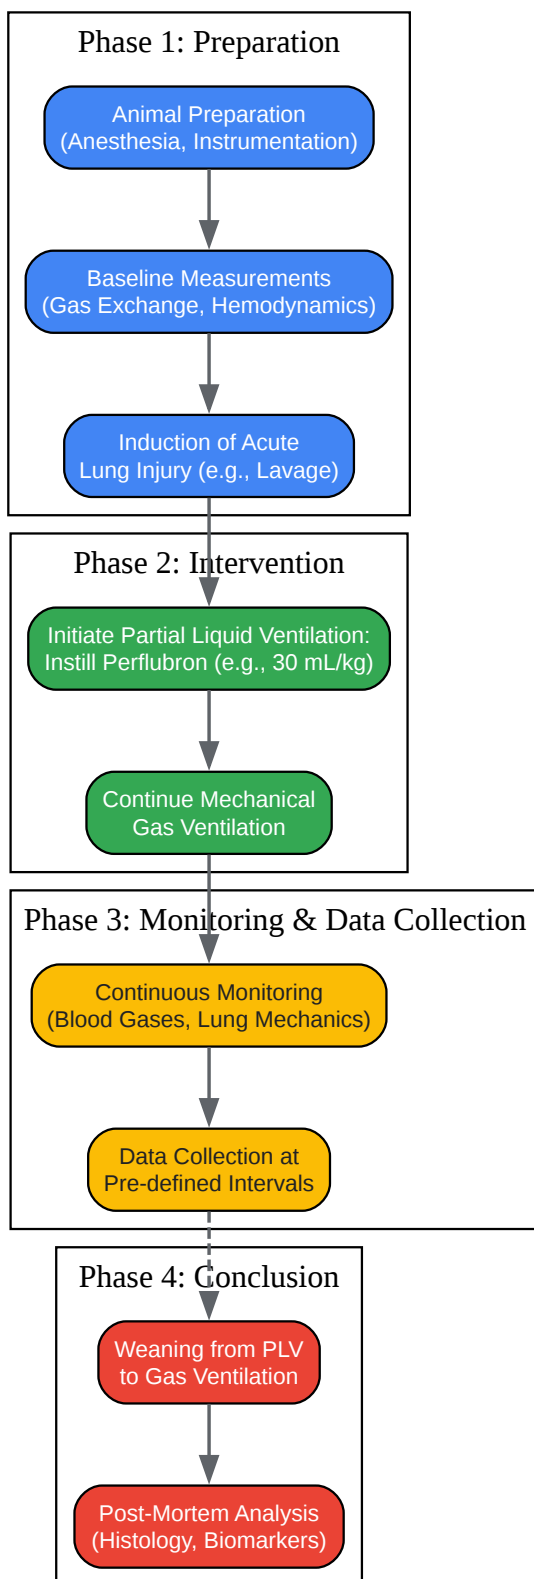 Phase 1: Preparation
Animal Preparation
(Anesthesia, Instrumentation)
Baseline Measurements
(Gas Exchange, Hemodynamics)
Induction of Acute
Lung Injury (e.g., Lavage)
Phase 2: Intervention
Initiate Partial Liquid Ventilation:
Instill Perflubron (e.g., 30 mL/kg)
Continue Mechanical
Gas Ventilation
Phase 3: Monitoring & Data Collection
Continuous Monitoring
(Blood Gases, Lung Mechanics)
Data Collection at
Pre-defined Intervals
Phase 4: Conclusion
Weaning from PLV
to Gas Ventilation
Post-Mortem Analysis
(Histology, Biomarkers)